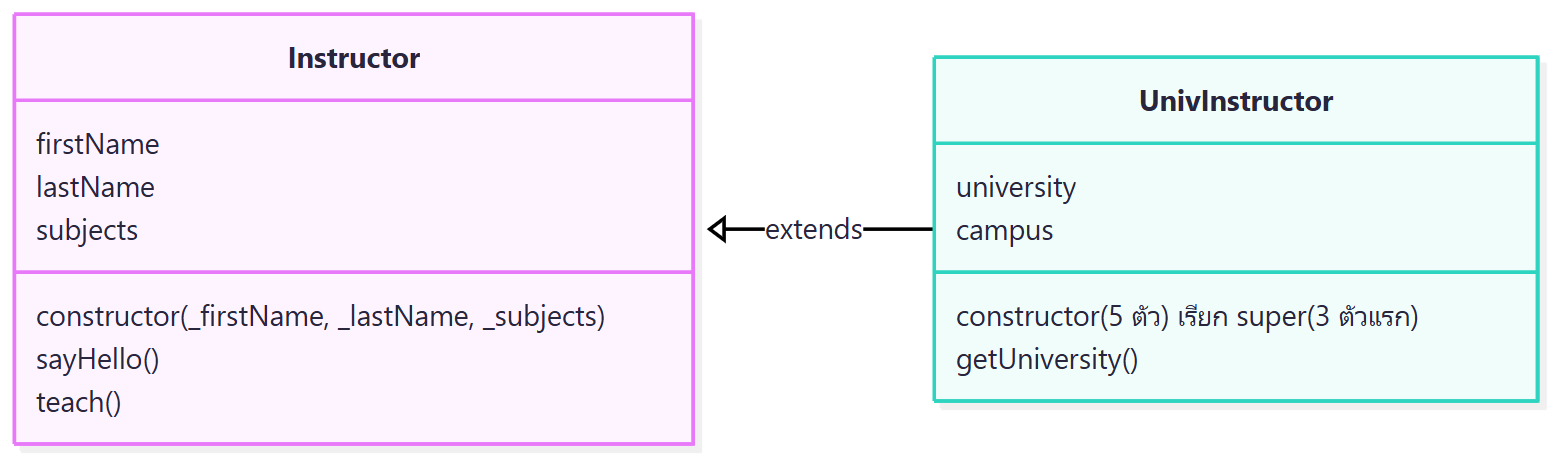 Instructor
firstName
lastName
subjects
constructor(_firstName, _lastName, _subjects)
sayHello()
teach()
extends
UnivInstructor
university
campus
constructor(5 ตัว) เรียก super(3 ตัวแรก)
getUniversity()